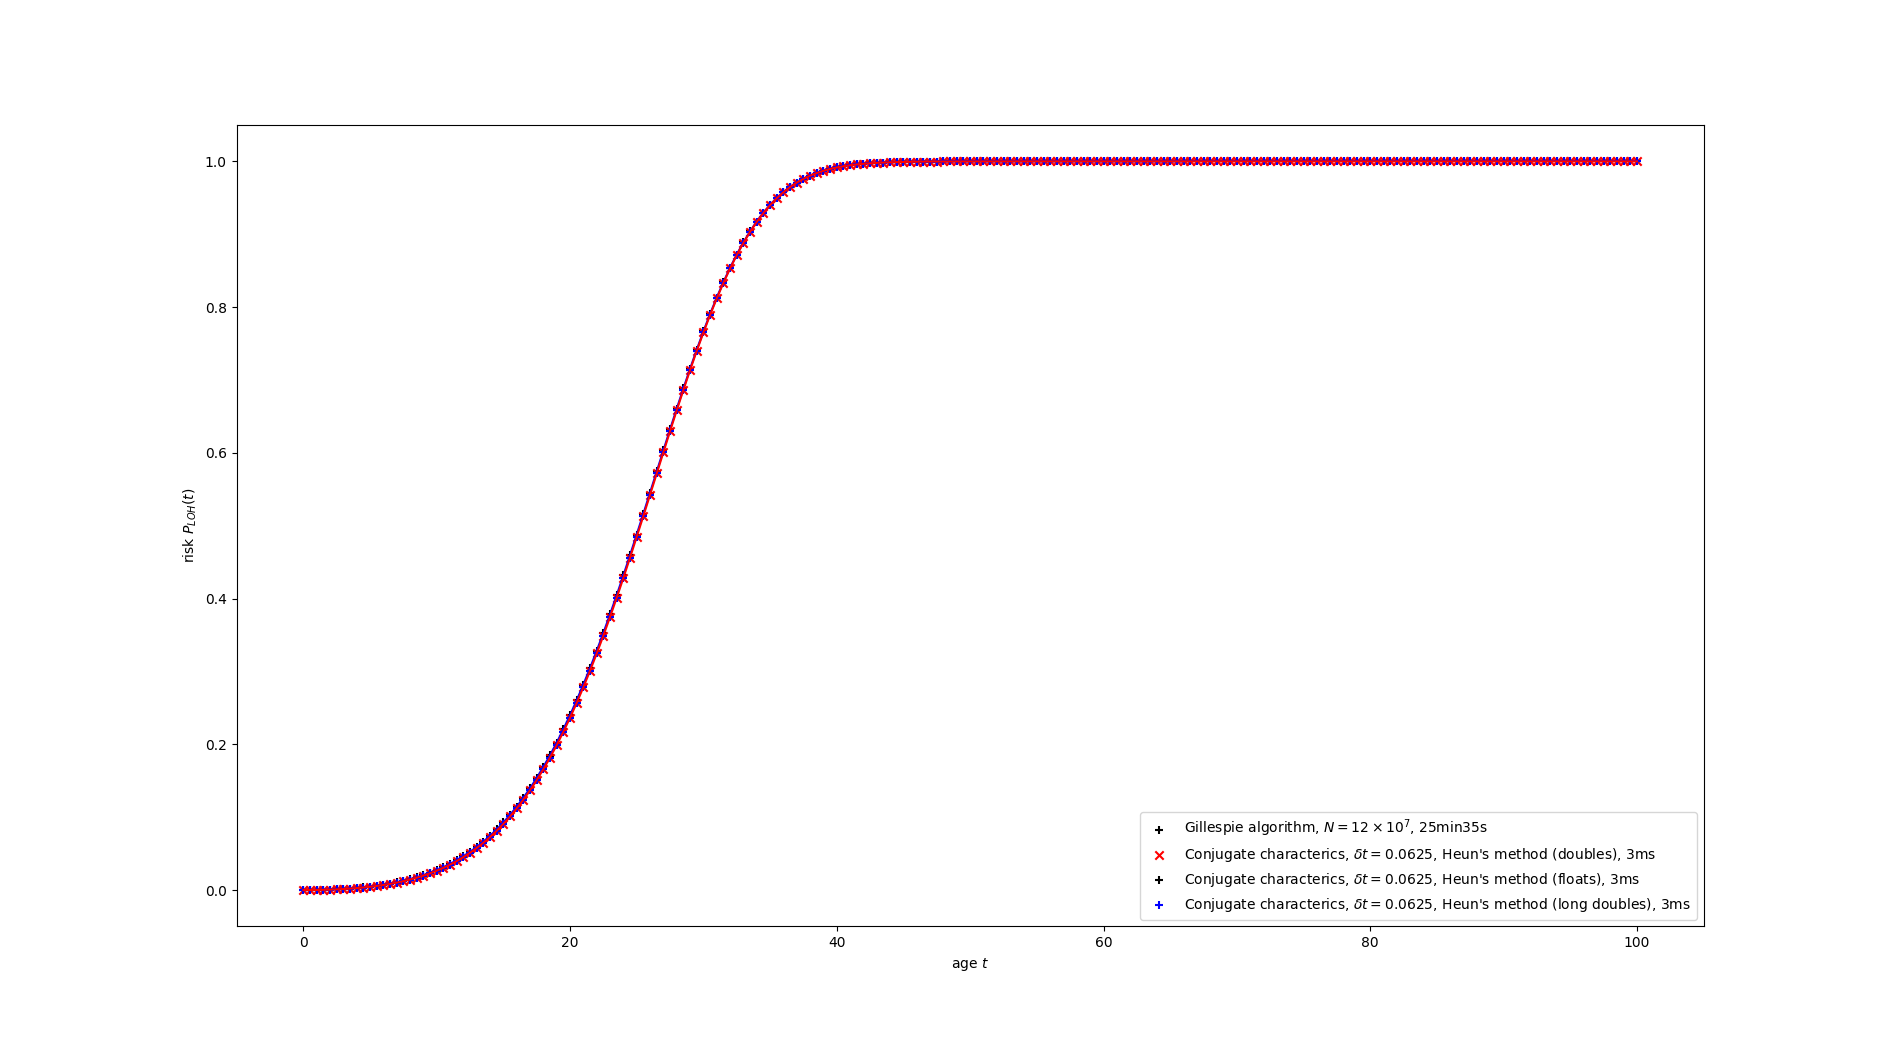 1.0
0.8
0.6
0.4
0.2
0.0
risk $P_{LOH}(t)$
0 20 40 60 80 100
age $t$
Gillespie algorithm, $N = 12 \times 10^7$, 25min35s
Conjugate characterics, $\delta t = 0.0625$, Heun's method (doubles), 3ms
Conjugate characterics, $\delta t = 0.0625$, Heun's method (floats), 3ms
Conjugate characterics, $\delta t = 0.0625$, Heun's method (long doubles), 3ms